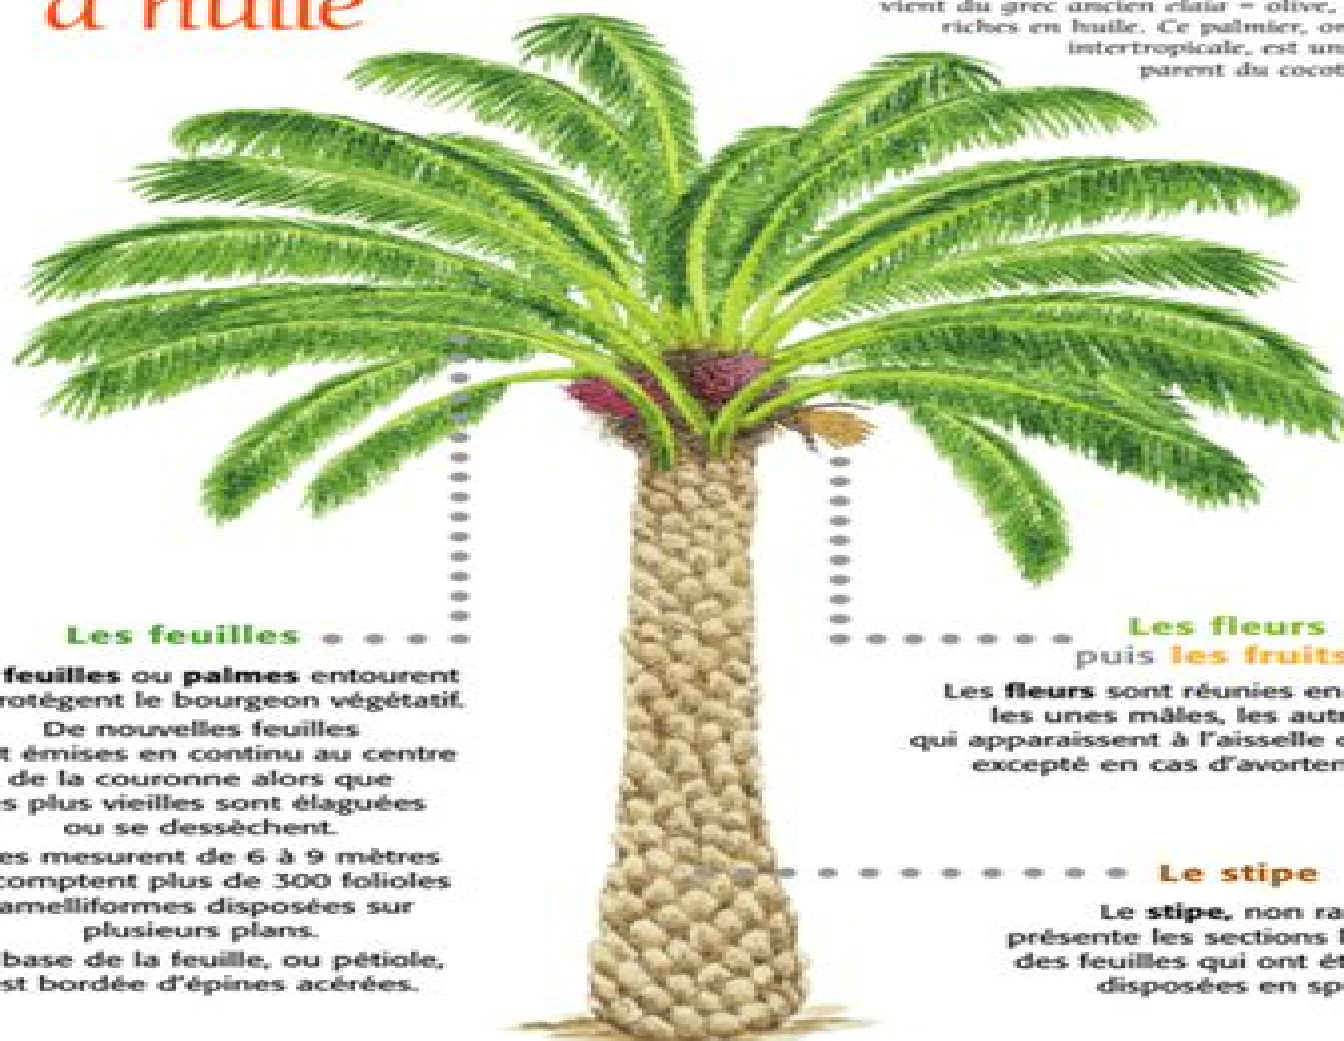 à huile
vient du grec ancien elaia = olive,
riches en huile. Ce palmier, or
intertropicale, est un
parent du cocot
Les feuilles
feuilles ou palmes entourent
rotègent le bourgeon végétatif.
De nouvelles feuilles
t émises en continu au centre
de la couronne alors que
s plus vieilles sont élaguées
ou se dessèchent.
es mesurent de 6 à 9 mètres
comptent plus de 300 folioles
amelliformes disposées sur
plusieurs plans.
base de la feuille, ou pétiole,
st bordée d'épines acérées.
Les fleurs
puis les fruits
Les fleurs sont réunies en
les unes mâles, les autr
qui apparaissent à l'aisselle d
excepté en cas d'avorten
Le stipe
Le stipe, non ra
présente les sections l
des feuilles qui ont ét
disposées en sp